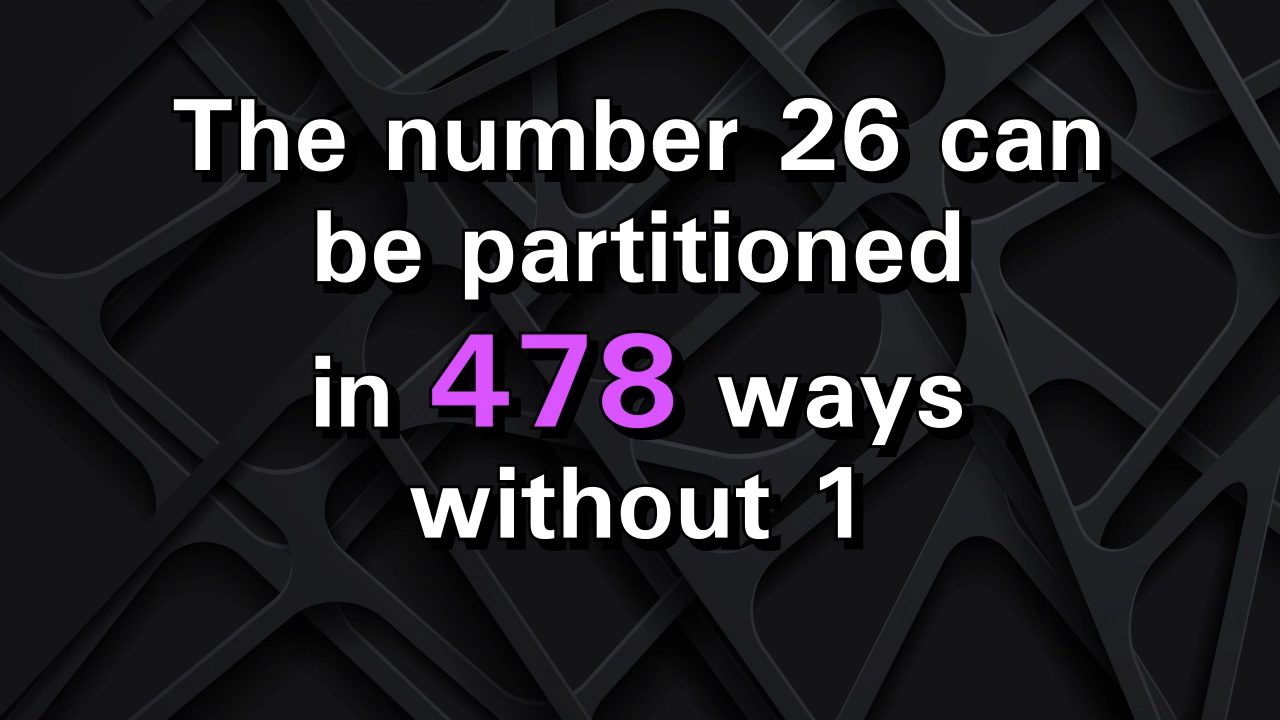 The number 26 can
be partitioned
in 478 ways
without 1